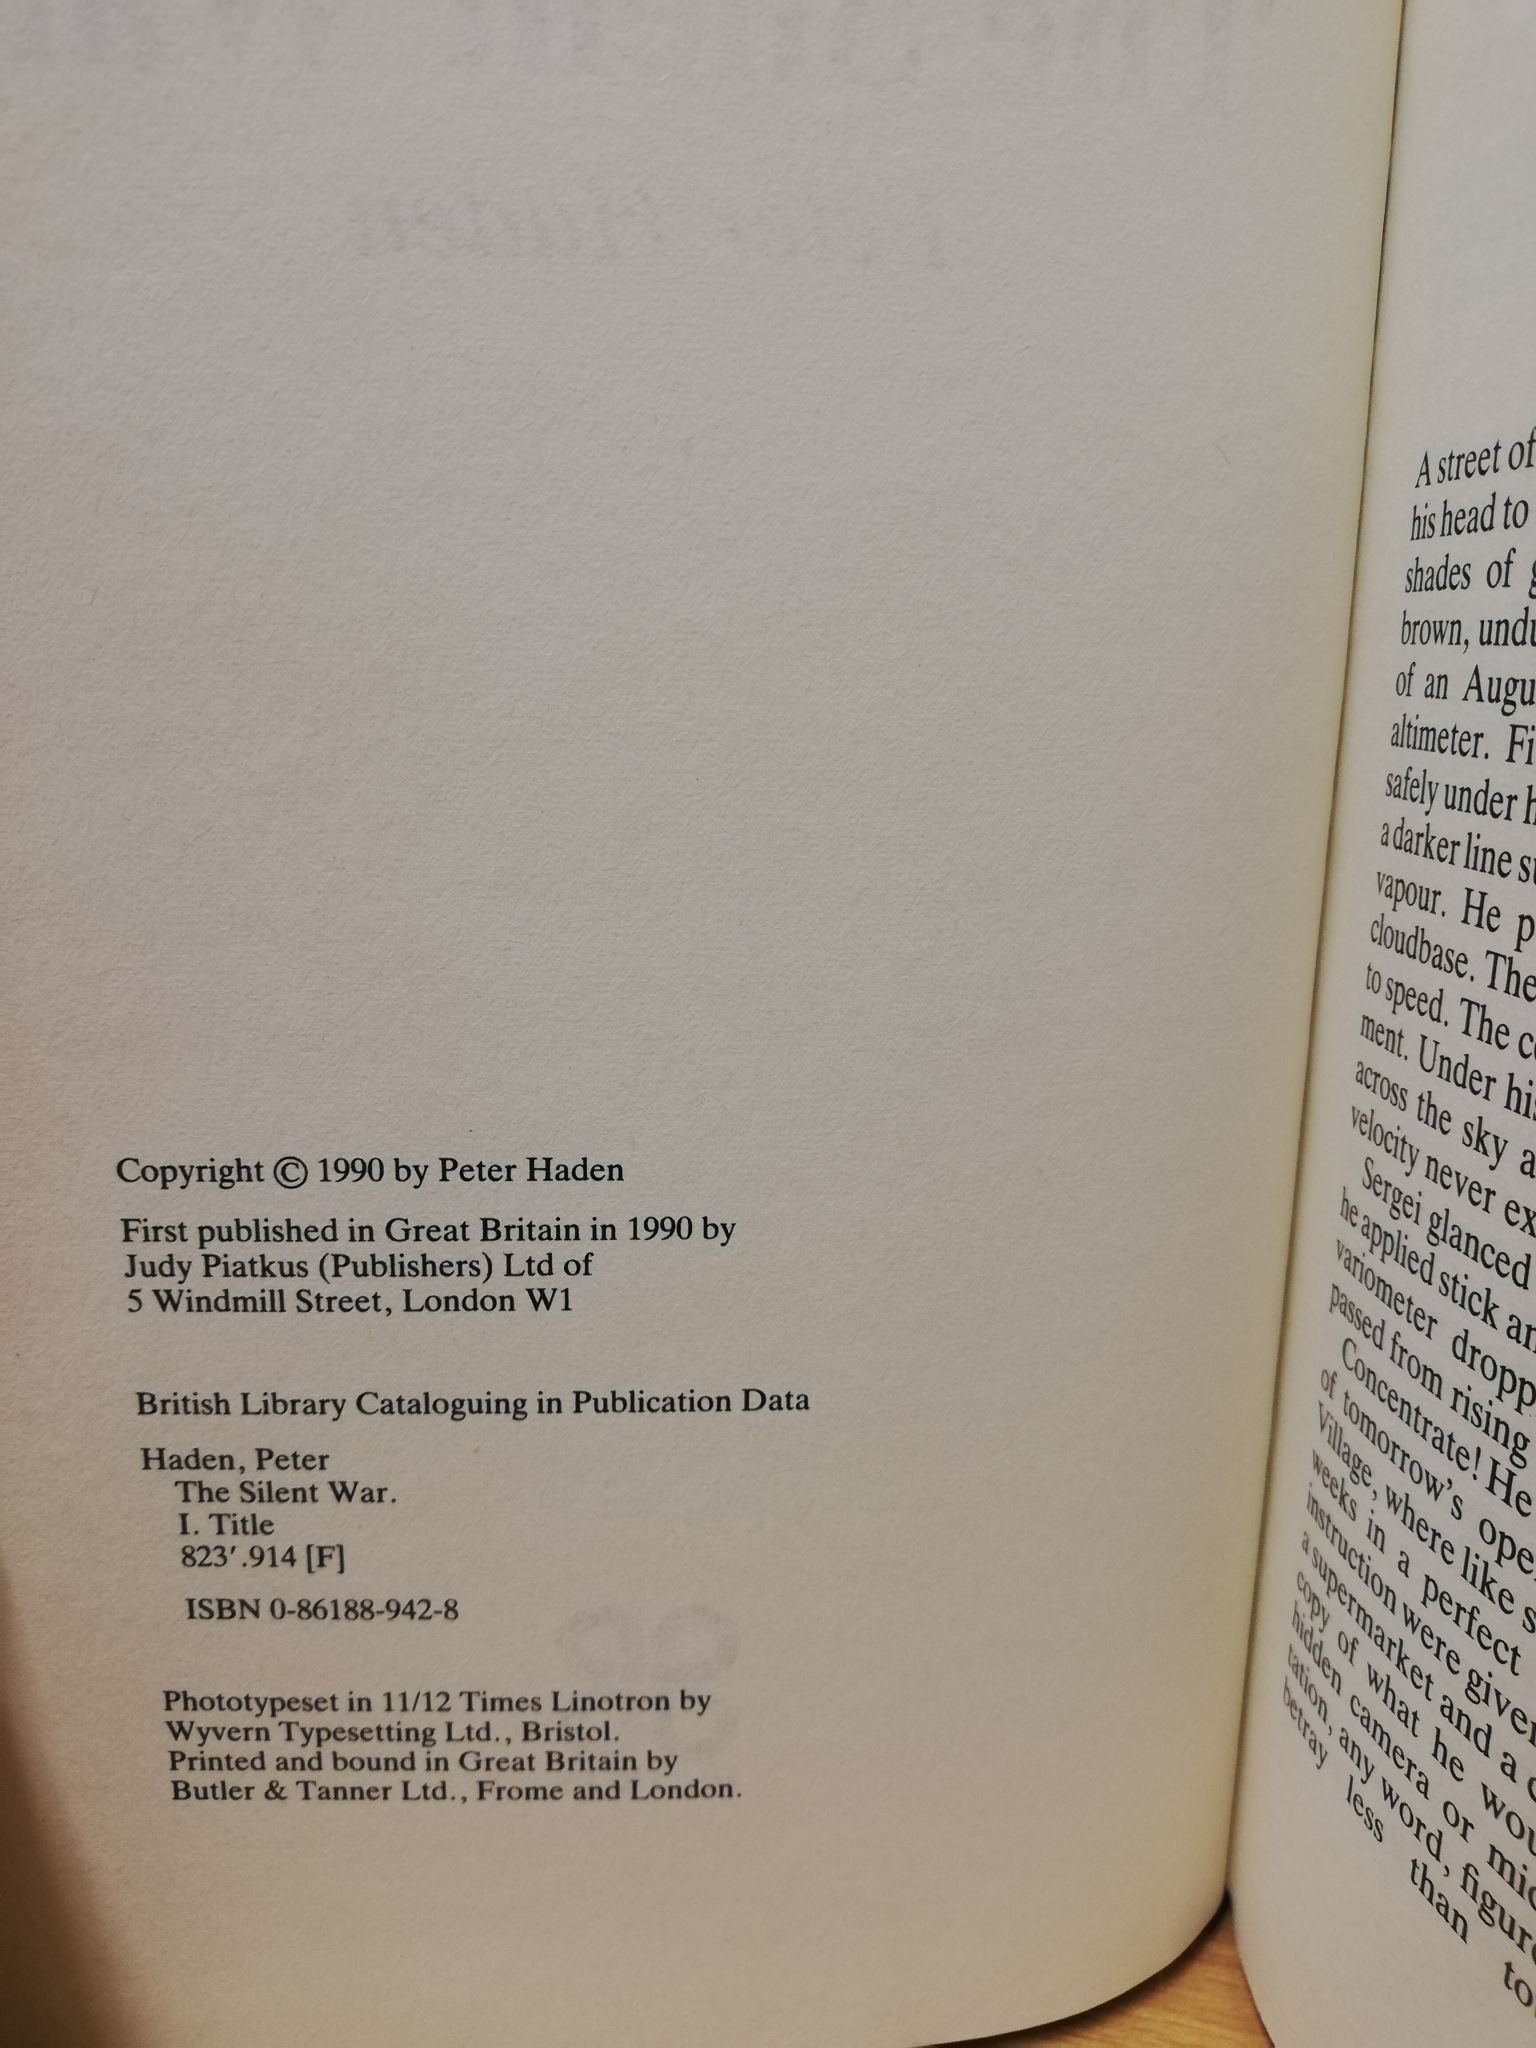 Copyright © 1990 by Peter Haden
First published in Great Britain in 1990 by
Judy Piatkus (Publishers) Ltd of
5 Windmill Street, London W1
British Library Cataloguing in Publication Data
Haden, Peter
The Silent War.
I. Title
823′.914 [F]
ISBN 0-86188-942-8
Phototypeset in 11/12 Times Linotron by
Wyvern Typesetting Ltd., Bristol.
Printed and bound in Great Britain by
Butler & Tanner Ltd., Frome and London.
A street of
his head to
shades of
brown,
of an
altimeter.
safely under
a darker line
vapour. He
cloudbase. The
to speed. The
ment. Under his
across the sky
velocity never
Sergei glanced
he applied stick
variometer
passed from rising
Concentrate! He
of tomorrow's
Village, where like
weeks in a perfect
instruction were given
a supermarket and a
copy of what he
hidden camera or
tation, any word,
betray less than to